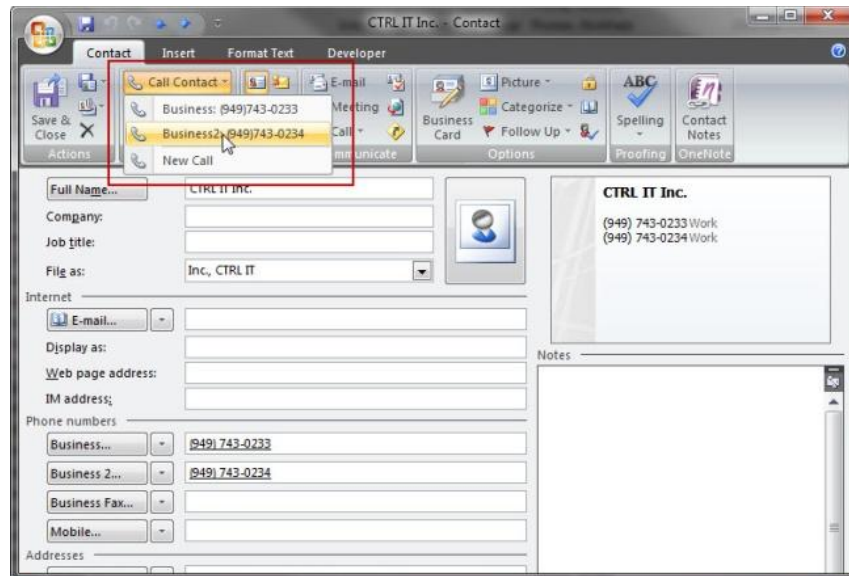 CTRL IT Inc. - Contact
Contact Insert Format Text Developer
Call Contact
E-mail
Picture
ABC
Business: (949)743-0233
Meeting
Categorize
Save & Close
Business2: (949)743-0234
Call
Business Card
Follow Up
Spelling
Contact Notes
New Call
Actions
Options
Proofing
OneNote
Full Name...
CTRL IT Inc.
Company:
Job title:
File as:
Inc., CTRL IT
CTRL IT Inc.
(949) 743-0233 Work
(949) 743-0234 Work
Internet
E-mail...
Display as:
Web page address:
IM address:
Notes
Phone numbers
Business...
(949) 743-0233
Business 2...
(949) 743-0234
Business Fax...
Mobile...
Addresses